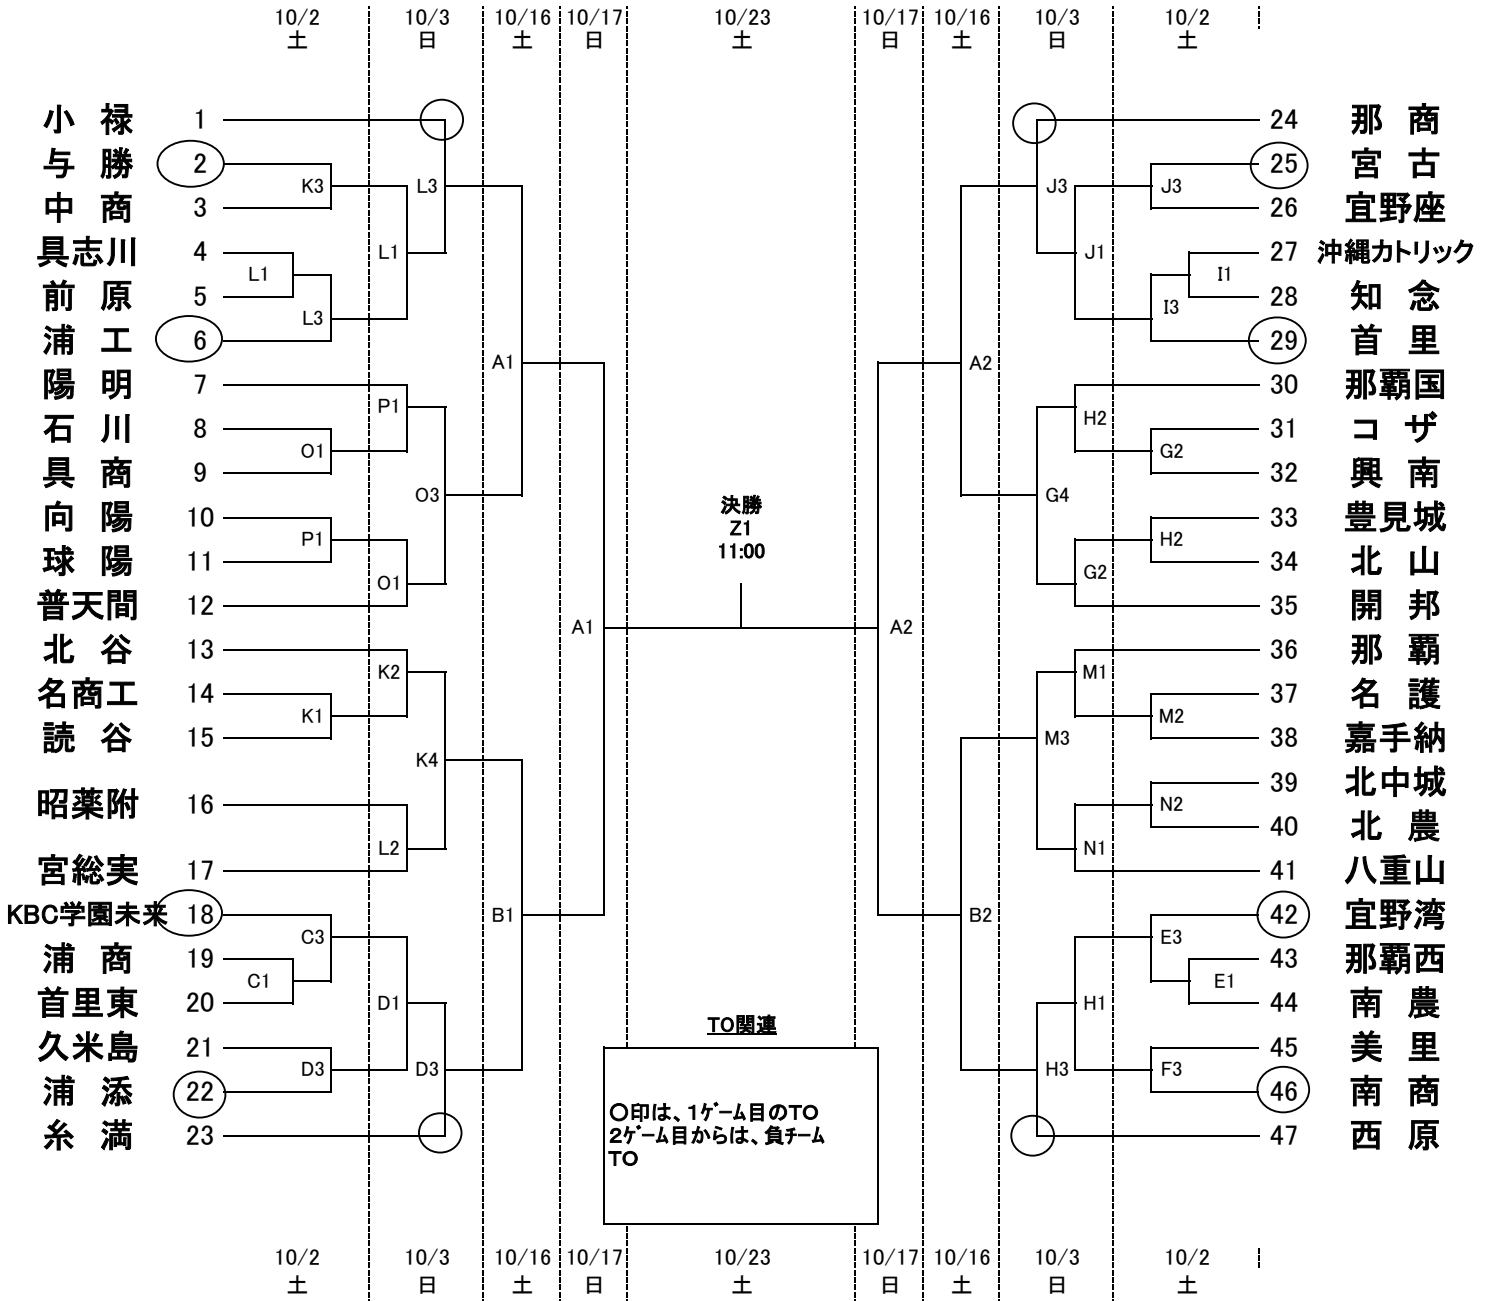 10/2 10/3 10/16 10/17 10/23 10/17 10/16 10/3 10/2
土 日 土 日 土 日 土 日 土
小 禄 1 24 那 商
与 勝 2 25 宮 古
K3 L3 J3 J3
中 商 3 26 宜野座
具志川 4 L1 J1 27 沖縄カトリック
L1 I1
前 原 5 28 知 念
L3 I3
浦 工 6 29 首 里
A1 A2
陽 明 7 30 那覇国
P1 H2
石 川 8 31 コ ザ
O1 G2
具 商 9 32 興 南
O3 G4
決勝
向 陽 10 33 豊見城
Z1
P1 H2
11:00
球 陽 11 34 北 山
O1 G2
普天間 12 35 開 邦
A1 A2
北 谷 13 36 那 覇
K2 M1
名商工 14 37 名 護
K1 M2
読 谷 15 38 嘉手納
K4 M3
北中城 39
昭薬附 16 N2
40 北 農
L2 N1
宮総実 17 41 八重山
KBC学園未来 18 B1 B2 42 宜野湾
C3 E3
浦 商 19 43 那覇西
C1 E1
首里東 20 D1 H1 44 南 農
TO関連
久米島 21 45 美 里
D3 D3 H3 F3
浦 添 22 46 南 商
〇印は、1ゲーム目のTO
2ゲーム目からは、負チーム
糸 満 23 47 西 原
TO
10/2 10/3 10/16 10/17 10/23 10/17 10/16 10/3 10/2
土 日 土 日 土 日 土 日 土